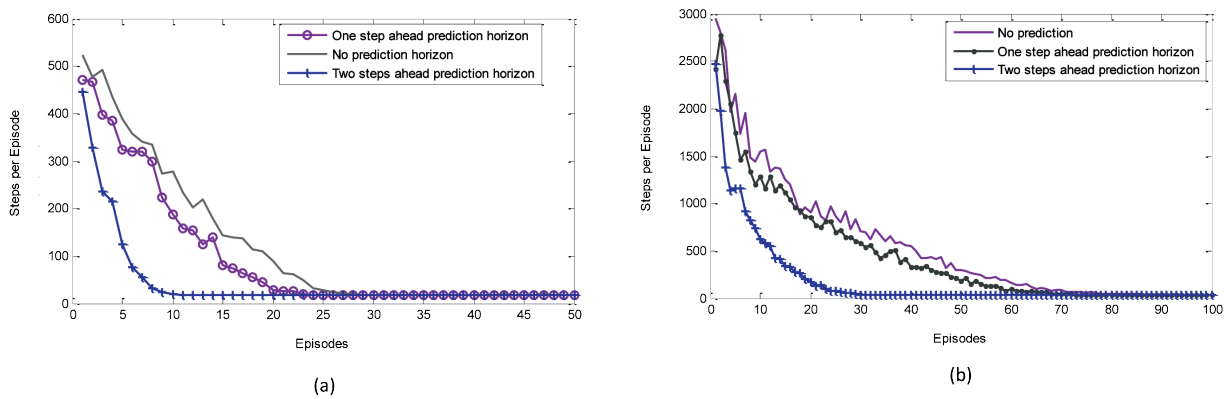 600
500
400
300
200
100
0
Steps per Episode
One step ahead prediction horizon
No prediction horizon
Two steps ahead prediction horizon
0 5 10 15 20 25 30 35 40 45 50
Episodes
(a)
3000
2500
2000
1500
1000
500
0
Steps per Episode
No prediction
One step ahead prediction horizon
Two steps ahead prediction horizon
0 10 20 30 40 50 60 70 80 90 100
Episodes
(b)